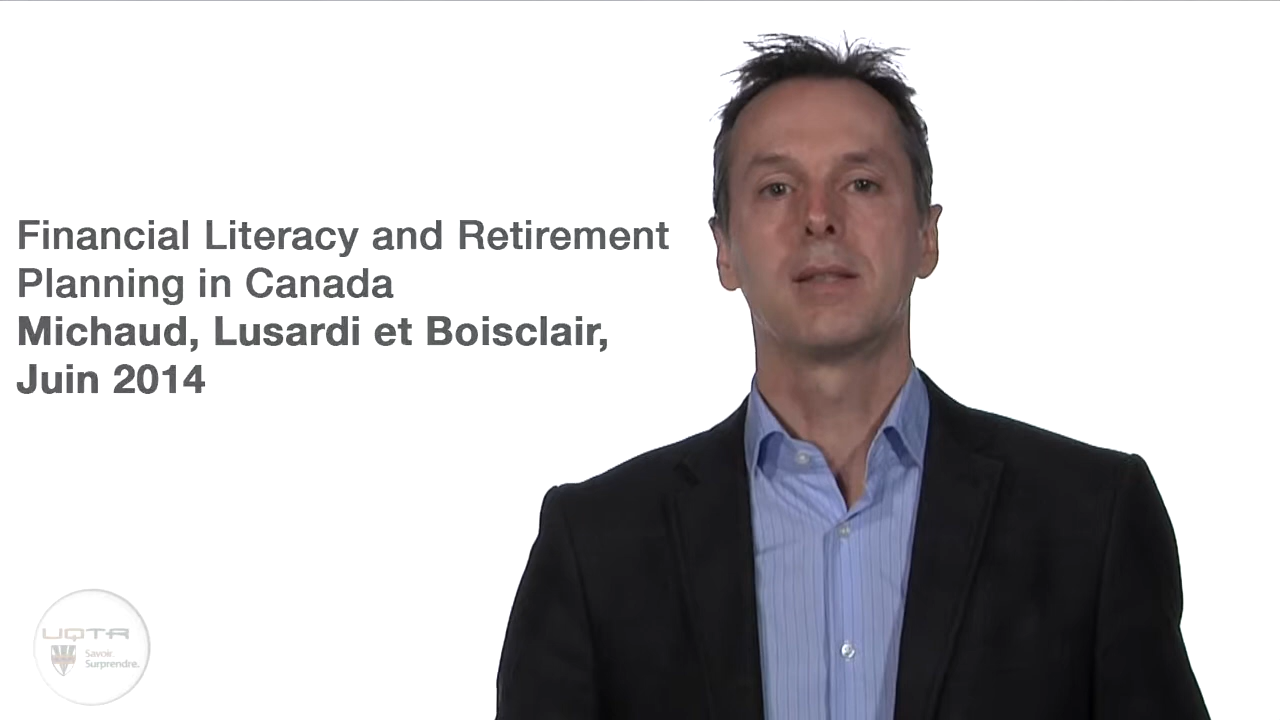 Financial Literacy and Retirement
Planning in Canada
Michaud, Lusardi et Boisclair,
Juin 2014
UQTR
Savoir.
Surprendre.